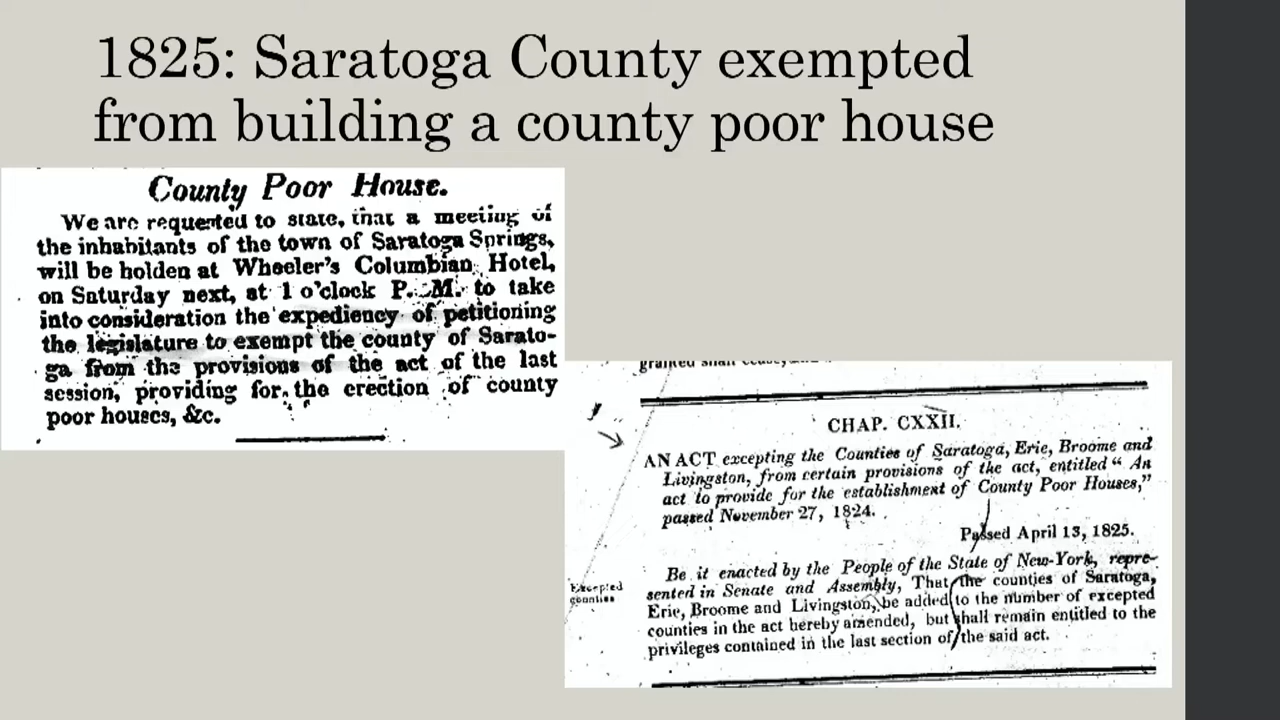 1825: Saratoga County exempted
from building a county poor house
County Poor House.
We are requested to state, that a meeting of
the inhabitants of the town of Saratoga Springs,
will be holden at Wheeler's Columbian Hotel,
on Saturday next, at 1 o'clock P. M. to take
into consideration the expediency of petitioning
the legislature to exempt the county of Sarato-
ga from the provisions of the act of the last
session, providing for the erection of county
poor houses, &c.
granted shall cease,
CHAP. CXXII.
AN ACT excepting the Counties of Saratoga, Erie, Broome and
Livingston, from certain provisions of the act, entitled “ An
act to provide for the establishment of County Poor Houses,”
passed November 27, 1824.
Passed April 13, 1825.
Be it enacted by the People of the State of New-York, repre-
sented in Senate and Assembly, That the counties of Saratoga,
Excepted
counties
Erie, Broome and Livingston, be added to the number of excepted
counties in the act hereby amended, but shall remain entitled to the
privileges contained in the last section of the said act.